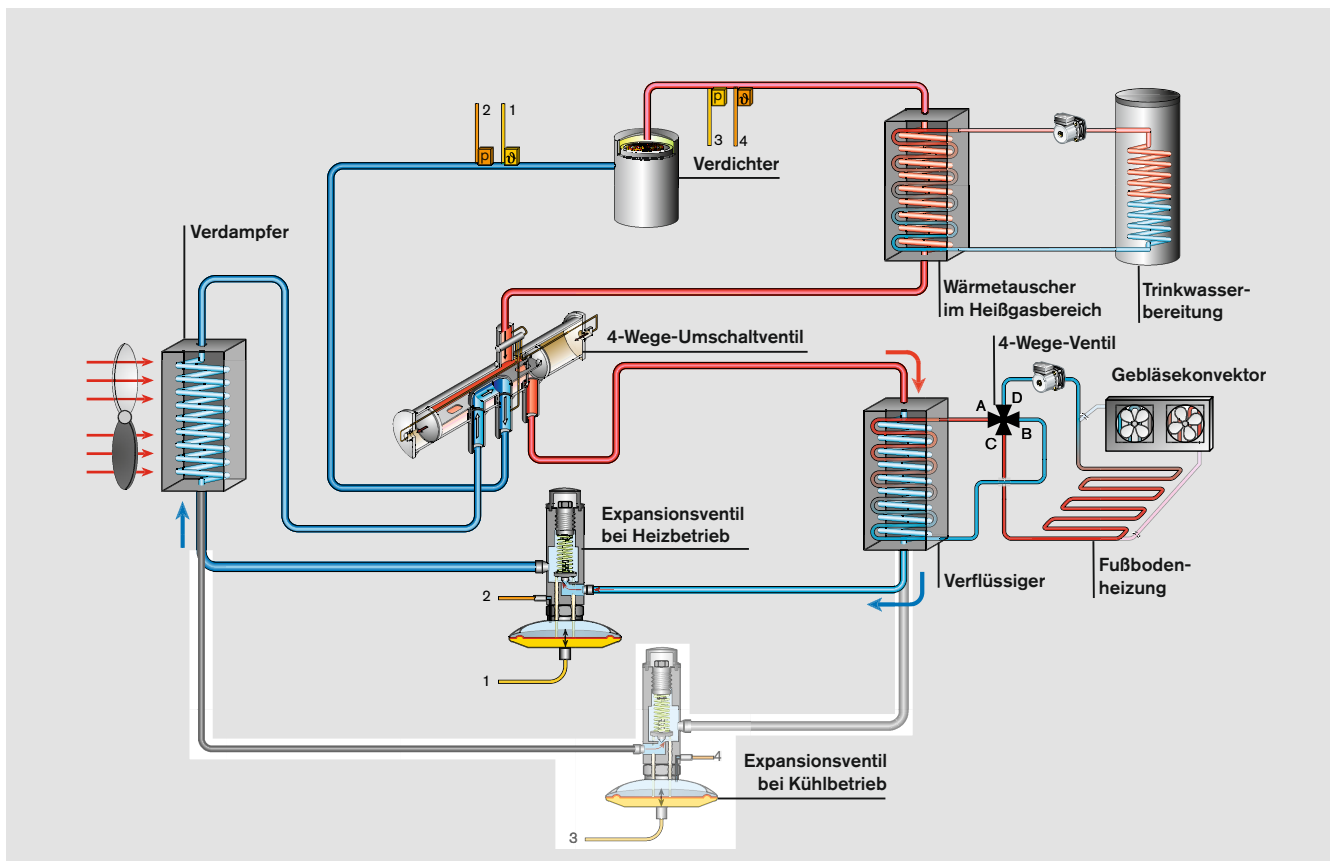 2
1
p
ϑ
p
ϑ
3
4
Verdichter
Verdampfer
Wärmetauscher
im Heißgasbereich
Trinkwasser-
bereitung
4-Wege-Umschaltventil
4-Wege-Ventil
Gebläsekonvektor
A
D
B
C
Expansionsventil
bei Heizbetrieb
Verflüssiger
Fußboden-
heizung
2
1
4
Expansionsventil
bei Kühlbetrieb
3